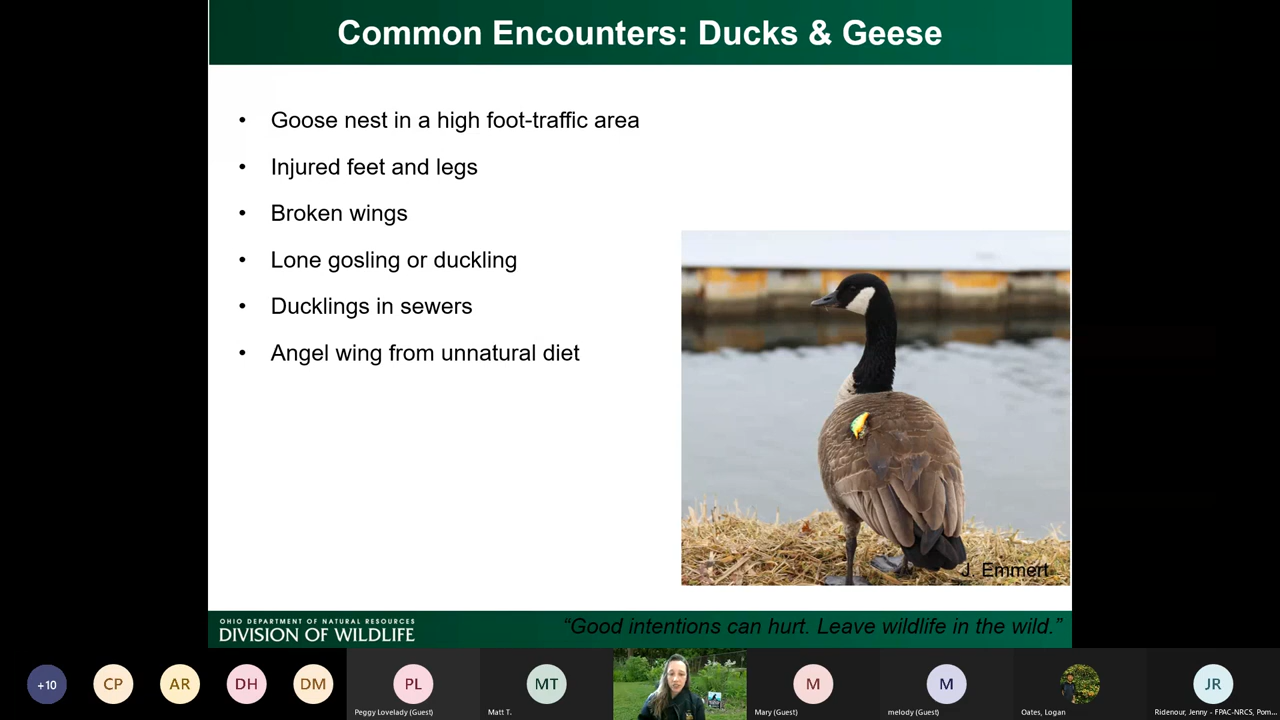 Common Encounters: Ducks & Geese
• Goose nest in a high foot-traffic area
• Injured feet and legs
• Broken wings
• Lone gosling or duckling
• Ducklings in sewers
• Angel wing from unnatural diet
J. Emmert
OHIO DEPARTMENT OF NATURAL RESOURCES
DIVISION OF WILDLIFE
“Good intentions can hurt. Leave wildlife in the wild.”
+10
CP
AR
DH
DM
PL
Peggy Lovelady (Guest)
MT
Matt T.
M
Mary (Guest)
M
melody (Guest)
Oates, Logan
JR
Ridenour, Jenny - FPAC-NRCS, Pom...